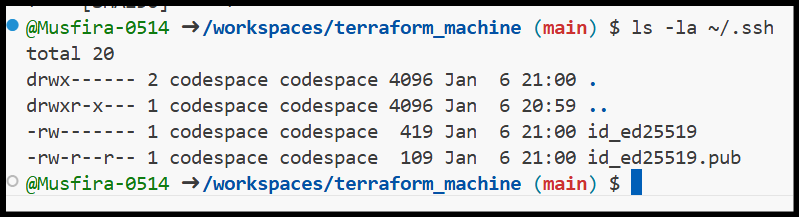 @Musfira-0514 ➜/workspaces/terraform_machine (main) $ ls -la ~/.ssh
total 20
drwx------ 2 codespace codespace 4096 Jan  6 21:00 .
drwxr-x--- 1 codespace codespace 4096 Jan  6 20:59 ..
-rw------- 1 codespace codespace  419 Jan  6 21:00 id_ed25519
-rw-r--r-- 1 codespace codespace  109 Jan  6 21:00 id_ed25519.pub
@Musfira-0514 ➜/workspaces/terraform_machine (main) $